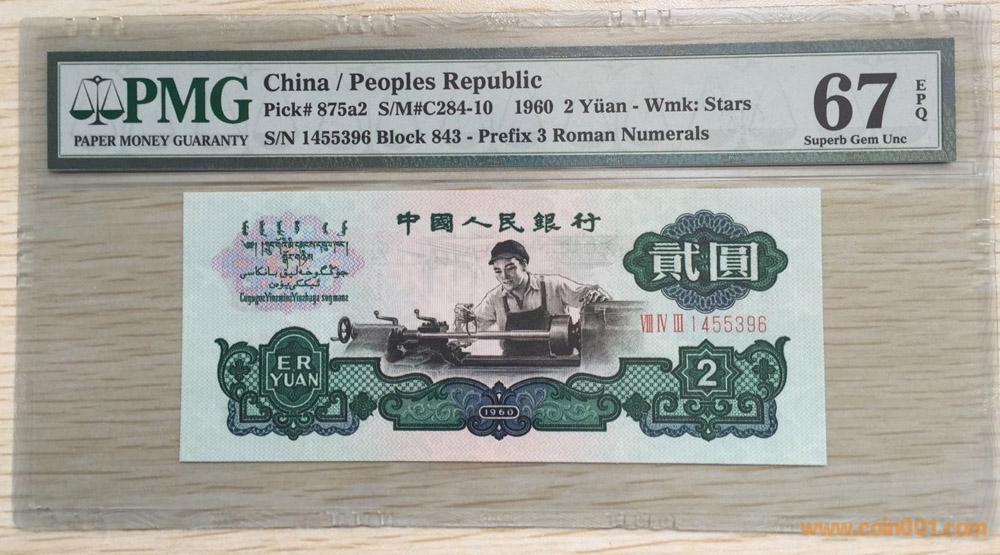 PMG
PAPER MONEY GUARANTY
China / Peoples Republic
Pick# 875a2 S/M#C284-10 1960 2 Yüan - Wmk: Stars
S/N 1455396 Block 843 - Prefix 3 Roman Numerals
67
EPQ
Superb Gem Unc
中國人民銀行
貳圓
VIII IV III 1455396
ER
YUAN
2
1960
www.coin001.com